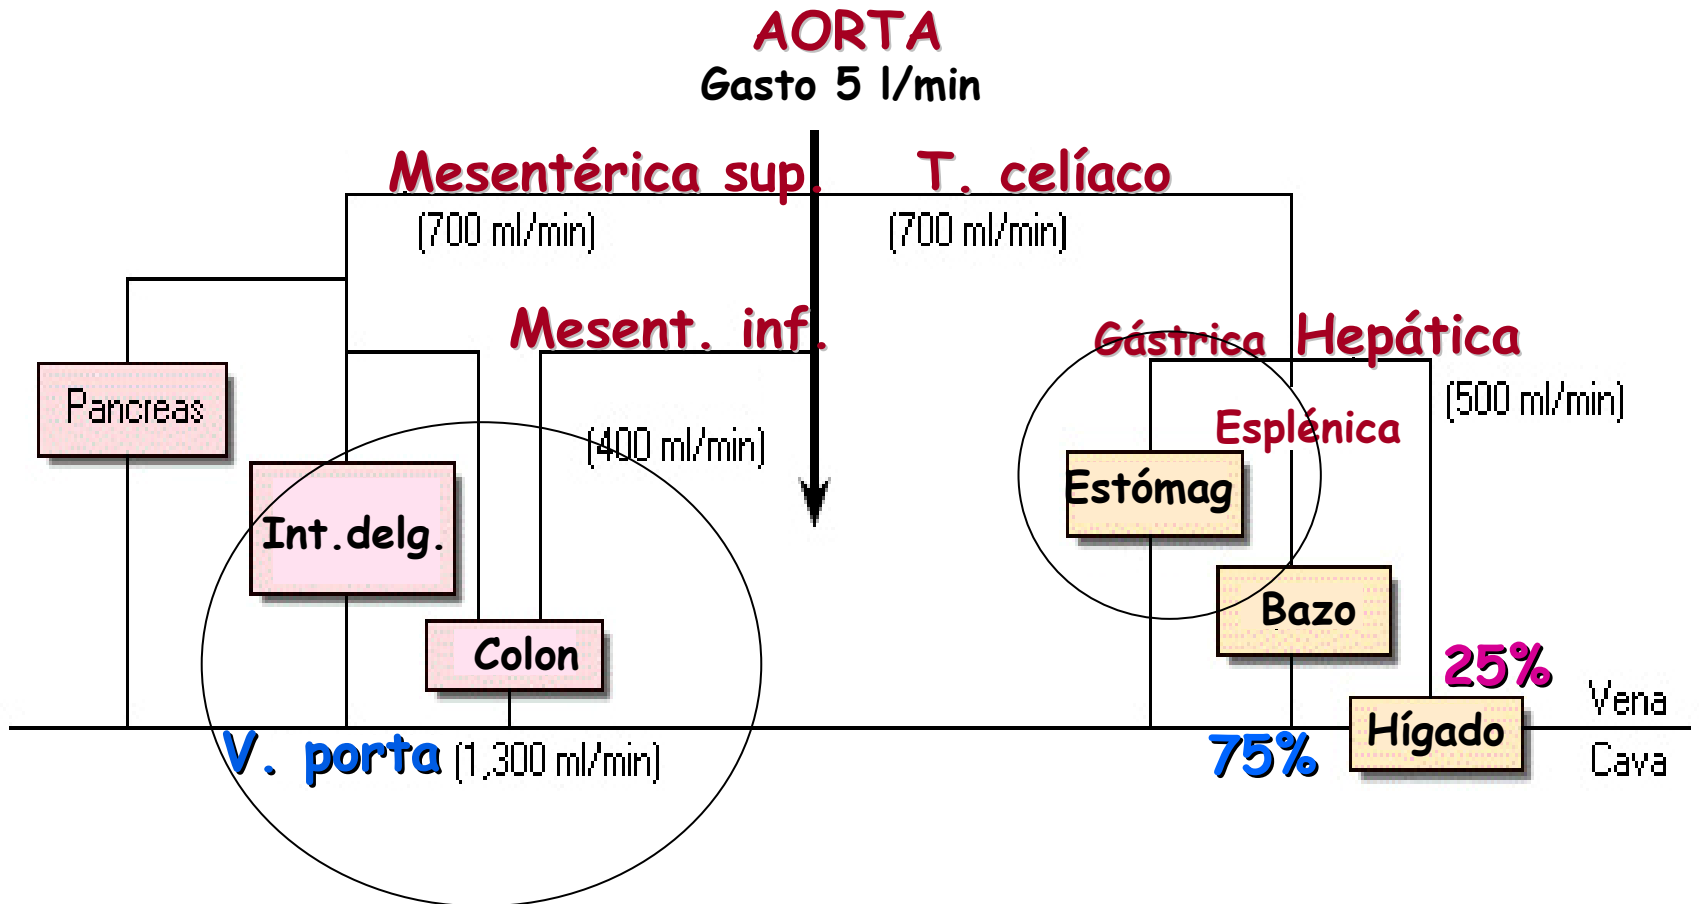 AORTA
Gasto 5 l/min
Mesentérica sup. T. celíaco
(700 ml/min) (700 ml/min)
Mesent. inf. Gástrica Hepática
Pancreas (500 ml/min)
(400 ml/min) Esplénica
Estómag
Int.delg.
Bazo
Colon 25%
Vena
Hígado
V. porta (1,300 ml/min) 75% Cava